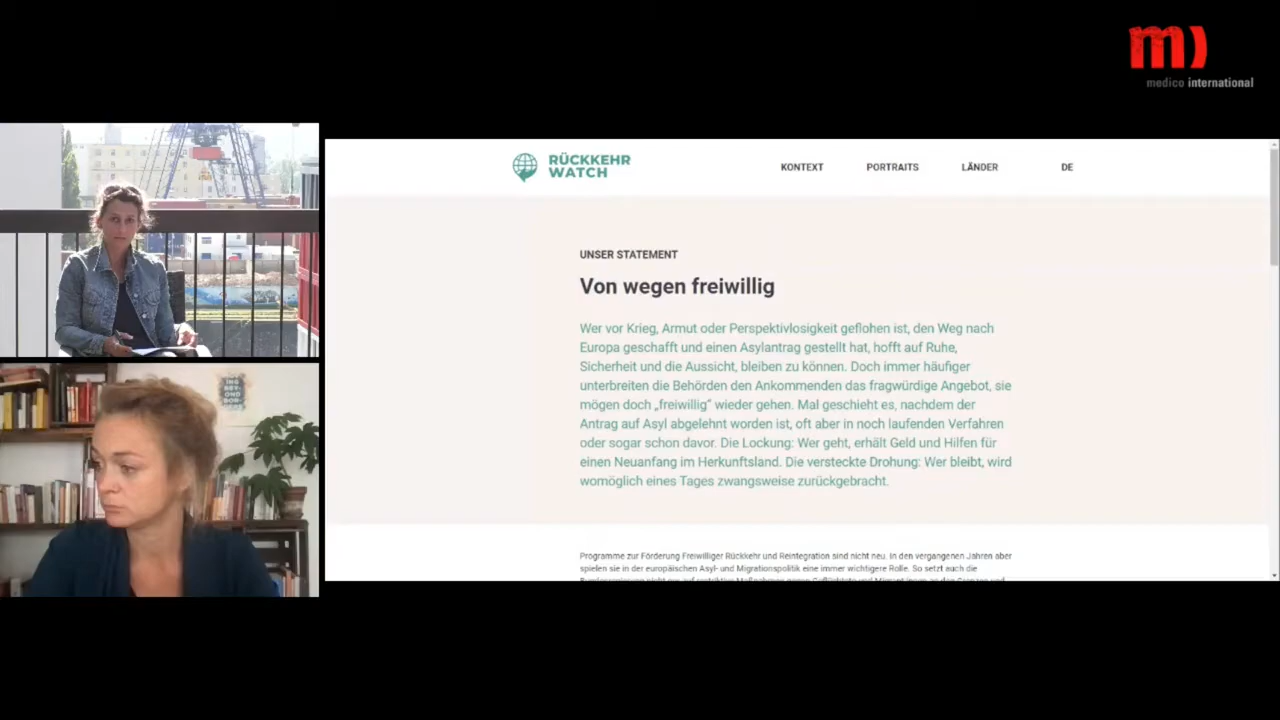 m)
medico international
RÜCKKEHR
WATCH
KONTEXT
PORTRAITS
LÄNDER
DE
UNSER STATEMENT
Von wegen freiwillig
Wer vor Krieg, Armut oder Perspektivlosigkeit geflohen ist, den Weg nach
Europa geschafft und einen Asylantrag gestellt hat, hofft auf Ruhe,
Sicherheit und die Aussicht, bleiben zu können. Doch immer häufiger
unterbreiten die Behörden den Ankommenden das fragwürdige Angebot, sie
mögen doch „freiwillig“ wieder gehen. Mal geschieht es, nachdem der
Antrag auf Asyl abgelehnt worden ist, oft aber in noch laufenden Verfahren
oder sogar schon davor. Die Lockung: Wer geht, erhält Geld und Hilfen für
einen Neuanfang im Herkunftsland. Die versteckte Drohung: Wer bleibt, wird
womöglich eines Tages zwangsweise zurückgebracht.
Programme zur Förderung Freiwilliger Rückkehr und Reintegration sind nicht neu. In den vergangenen Jahren aber
spielen sie in der europäischen Asyl- und Migrationspolitik eine immer wichtigere Rolle. So setzt auch die